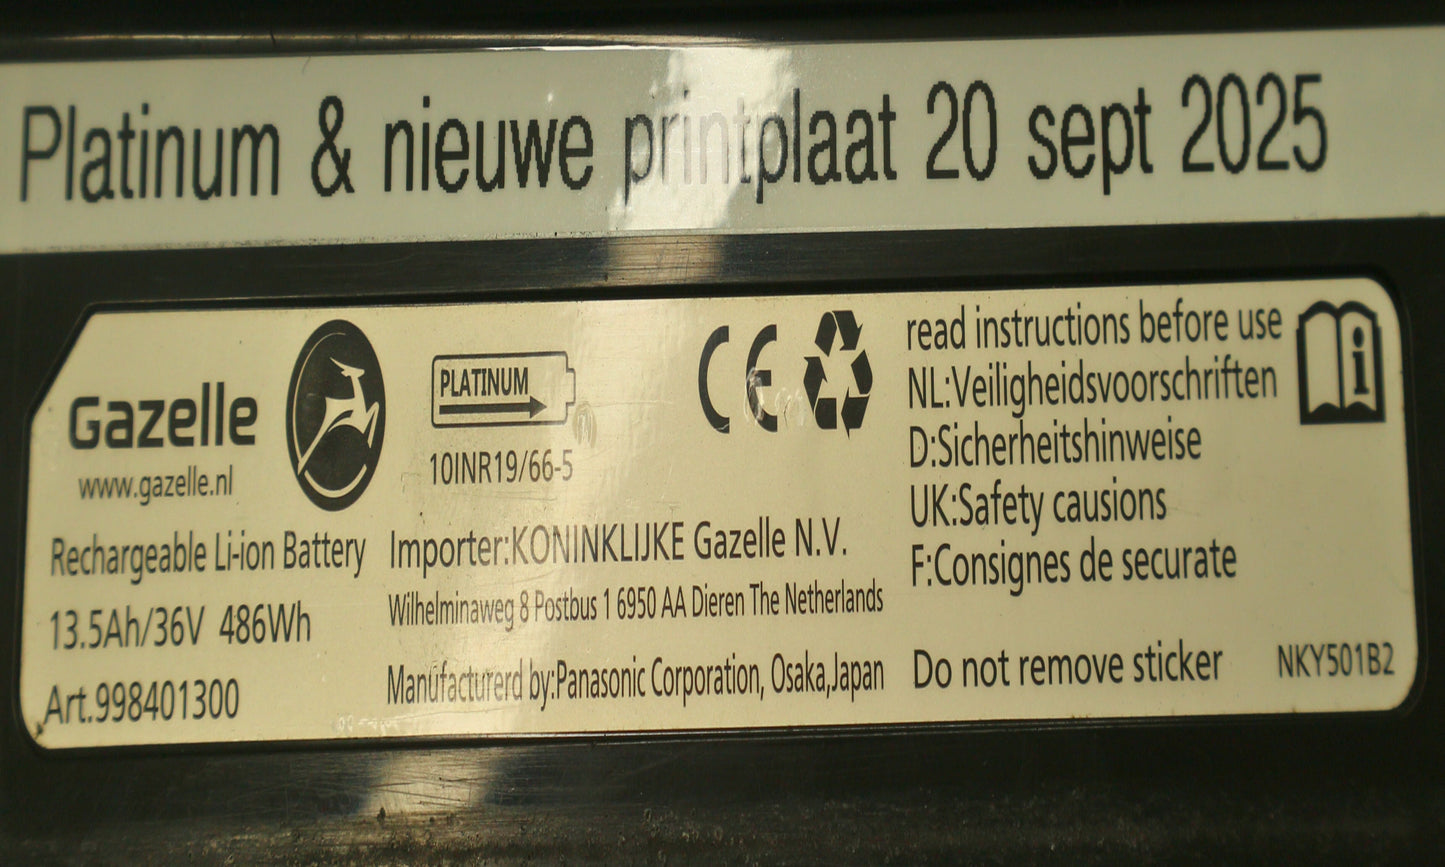 Platinum & nieuwe printplaat 20 sept 2025
Gazelle
www.gazelle.nl
Rechargeable Li-ion Battery
13.5Ah/36V 486Wh
Art.998401300
PLATINUM
10INR19/66-5
CE
Importer:KONINKLIJKE Gazelle N.V.
Wilhelminaweg 8 Postbus 1 6950 AA Dieren The Netherlands
Manufacturerd by:Panasonic Corporation, Osaka,Japan
read instructions before use
NL:Veiligheidsvoorschriften
D:Sicherheitshinweise
UK:Safety causions
F:Consignes de securate
Do not remove sticker
NKY501B2